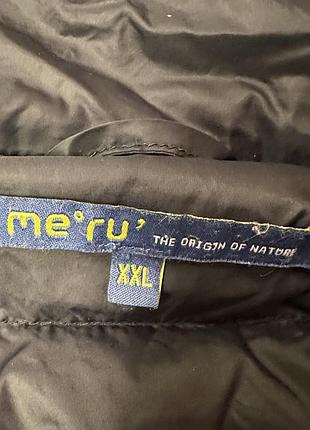 me°ru' THE ORIGIN OF NATURE
XXL